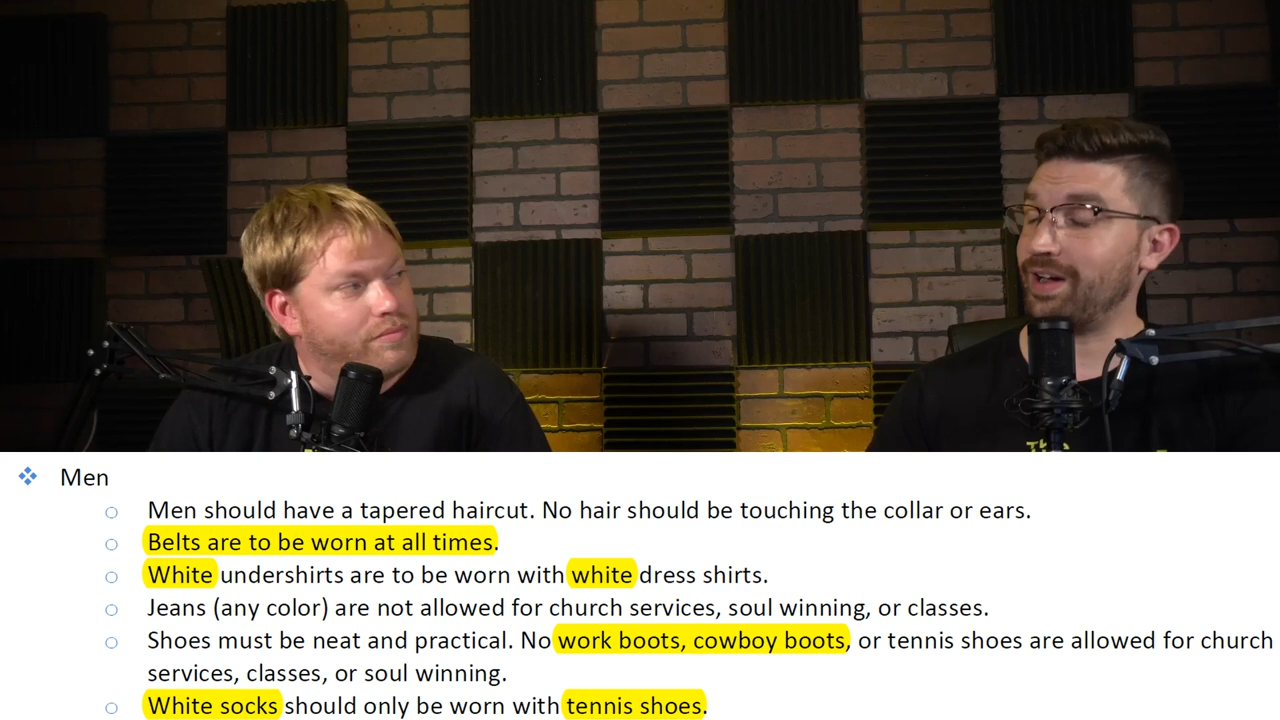 Men
Men should have a tapered haircut. No hair should be touching the collar or ears.
Belts are to be worn at all times.
White undershirts are to be worn with white dress shirts.
Jeans (any color) are not allowed for church services, soul winning, or classes.
Shoes must be neat and practical. No work boots, cowboy boots, or tennis shoes are allowed for church
services, classes, or soul winning.
White socks should only be worn with tennis shoes.